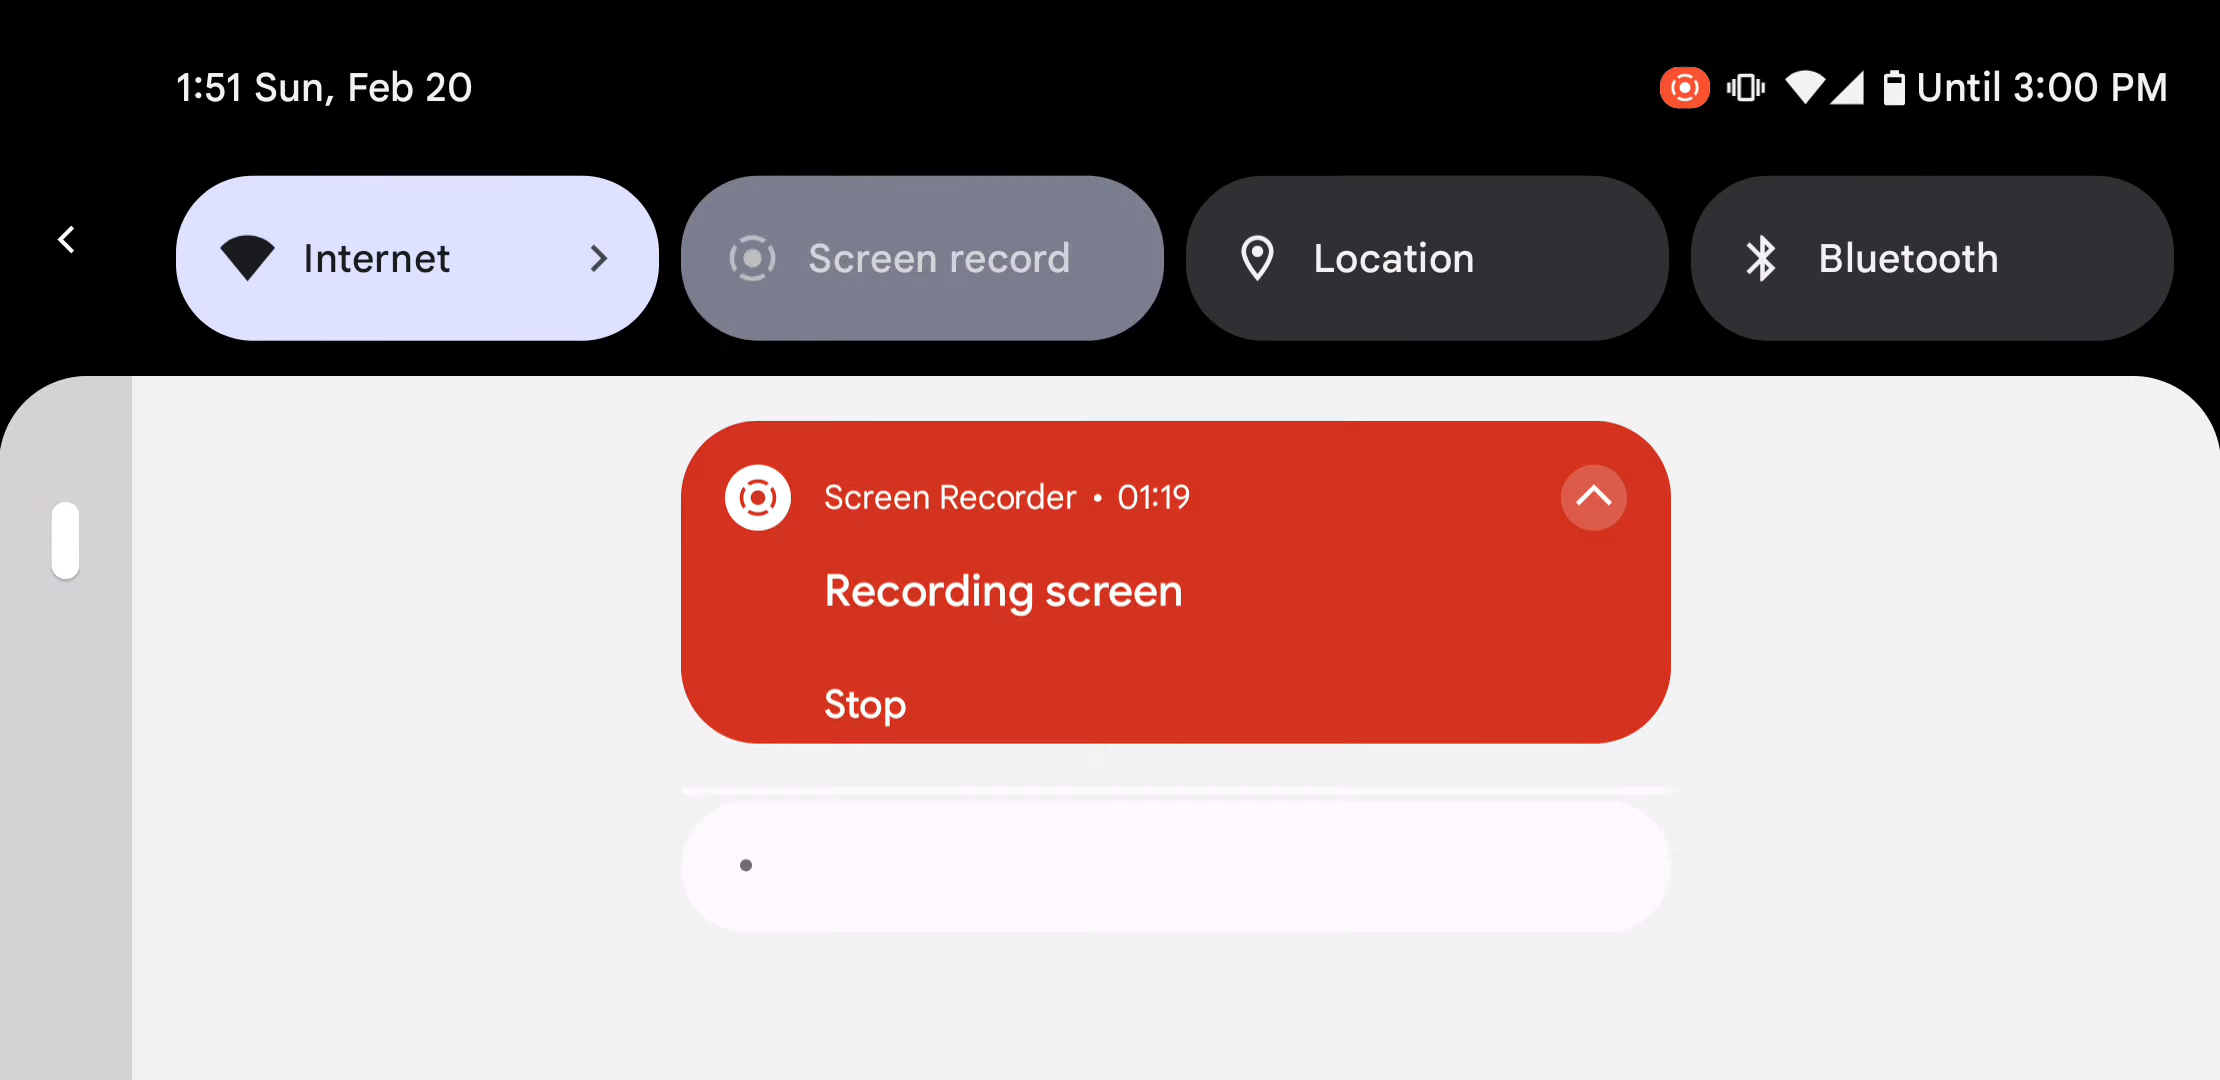 1:51 Sun, Feb 20
Until 3:00 PM
Internet
Screen record
Location
Bluetooth
Screen Recorder • 01:19
Recording screen
Stop